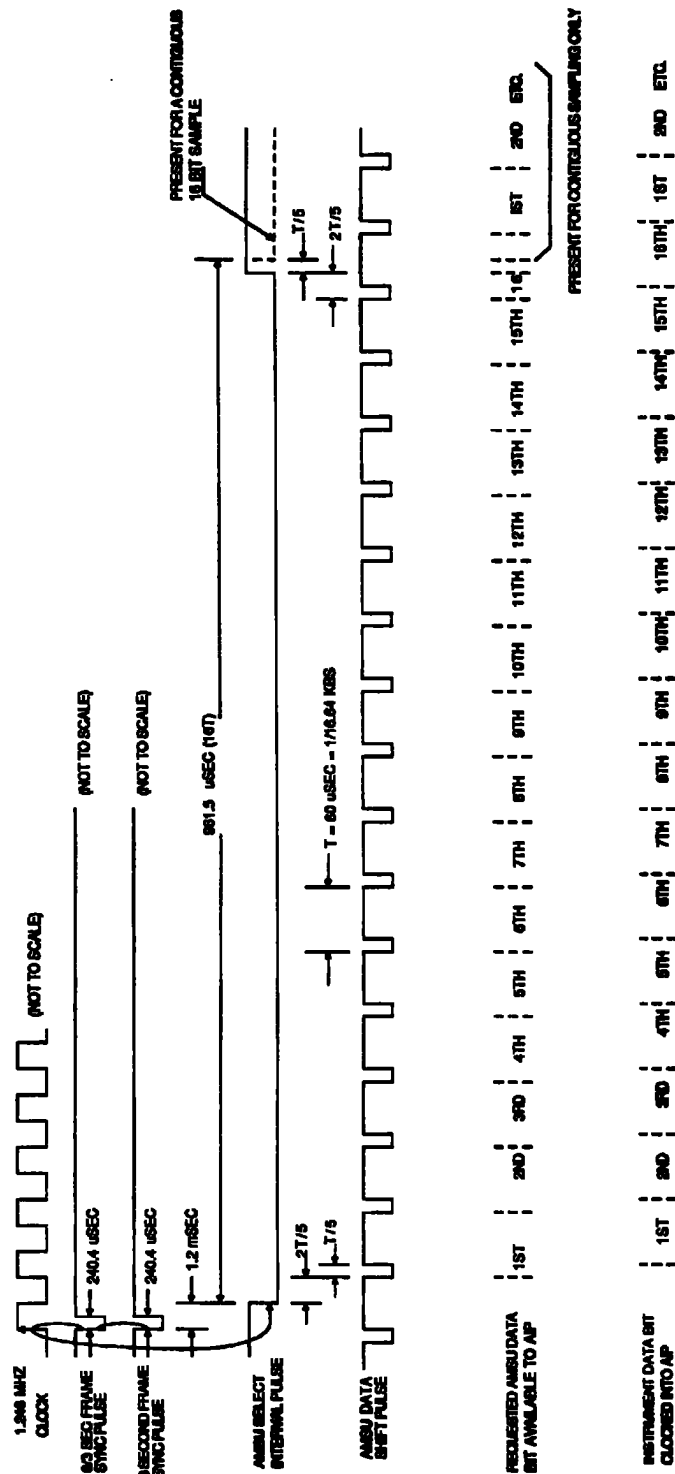 1.248 MHZ
CLOCK
(NOT TO SCALE)
8/3 SEC FRAME
SYNC PULSE
240.4 uSEC
(NOT TO SCALE)
SECOND FRAME
SYNC PULSE
240.4 uSEC
(NOT TO SCALE)
1.2 mSEC
961.5 uSEC (16T)
PRESENT FOR A CONTIGUOUS
16 BIT SAMPLE
AMSU SELECT
INTERVAL PULSE
2T/5
T/5
T = 60 uSEC = 1/16.64 KBS
T/5
2T/5
AMSU DATA
SHIFT PULSE
REQUESTED AMSU DATA
BIT AVAILABLE TO AIP
1ST 2ND 3RD 4TH 5TH 6TH 7TH 8TH 9TH 10TH 11TH 12TH 13TH 14TH 15TH 16 1ST 2ND ETC.
PRESENT FOR CONTIGUOUS SAMPLING ONLY
INSTRMENT DATA BIT
CLOCKED INTO AIP
1ST 2ND 3RD 4TH 5TH 6TH 7TH 8TH 9TH 10TH 11TH 12TH 13TH 14TH 15TH 16TH 1ST 2ND ETC.